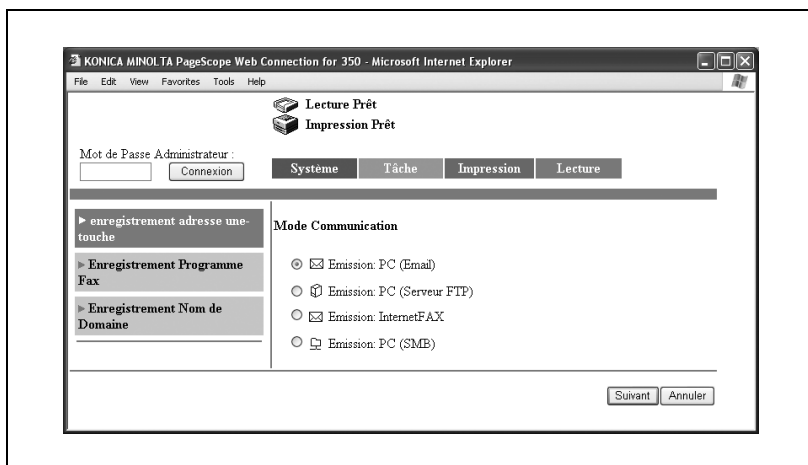 KONICA MINOLTA PageScope Web Connection for 350 - Microsoft Internet Explorer
File Edit View Favorites Tools Help
Lecture Prêt
Impression Prêt
Mot de Passe Administrateur :
Connexion
Système Tâche Impression Lecture
enregistrement adresse une-
touche
Enregistrement Programme
Fax
Enregistrement Nom de
Domaine
Mode Communication
Emission: PC (Email)
Emission: PC (Serveur FTP)
Emission: InternetFAX
Emission: PC (SMB)
Suivant Annuler